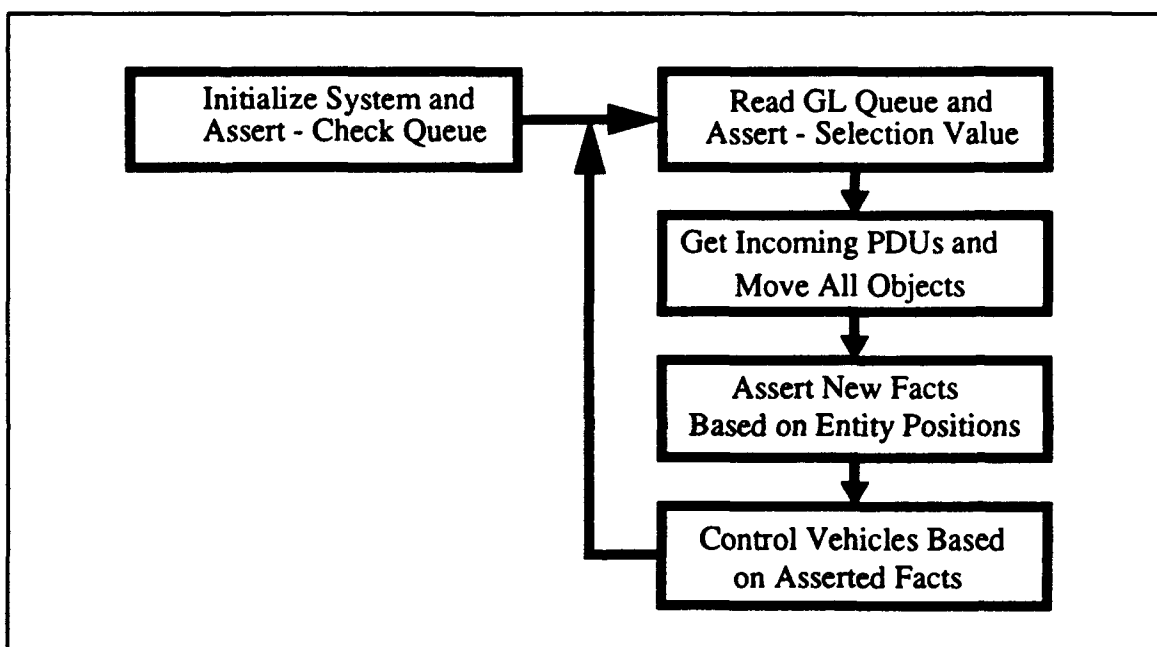 Initialize System and
Assert - Check Queue
Read GL Queue and
Assert - Selection Value
Get Incoming PDUs and
Move All Objects
Assert New Facts
Based on Entity Positions
Control Vehicles Based
on Asserted Facts